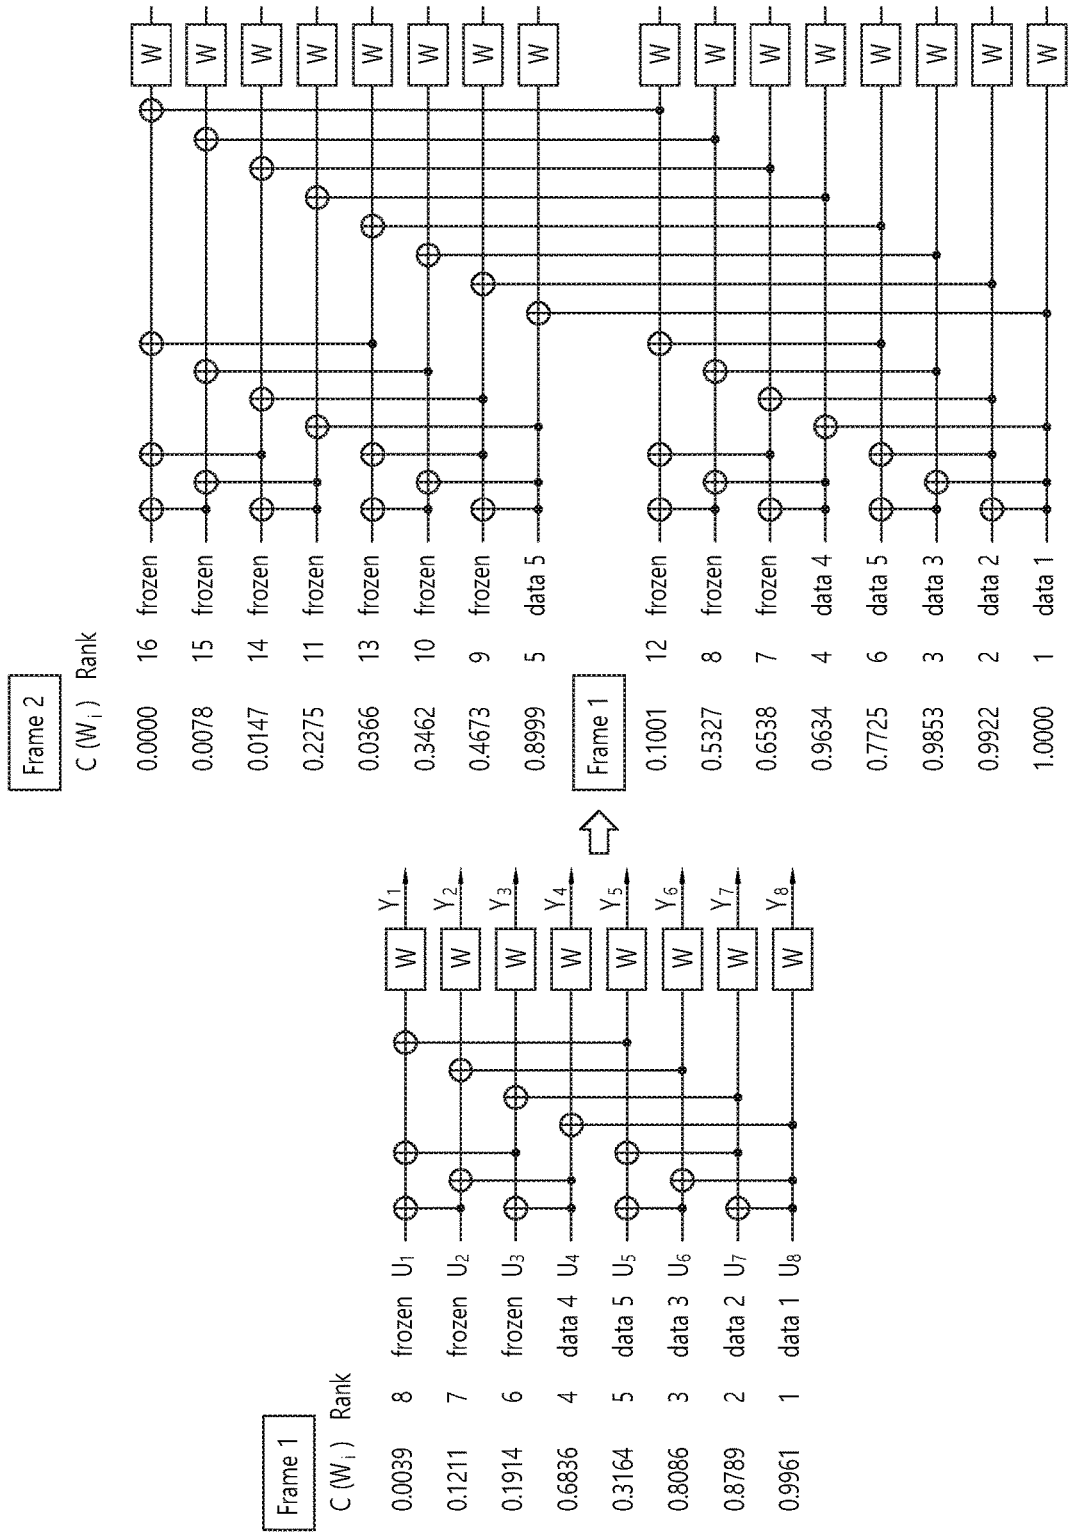 Frame 1
C (Wi) Rank
0.0039 8 frozen U1 W Y1
0.1211 7 frozen U2 W Y2
0.1914 6 frozen U3 W Y3
0.6836 4 data 4 U4 W Y4
0.3164 5 data 5 U5 W Y5
0.8086 3 data 3 U6 W Y6
0.8789 2 data 2 U7 W Y7
0.9961 1 data 1 U8 W Y8
Frame 2
C (Wi) Rank
0.0000 16 frozen W
0.0078 15 frozen W
0.0147 14 frozen W
0.2275 11 frozen W
0.0366 13 frozen W
0.3462 10 frozen W
0.4673 9 frozen W
0.8999 5 data 5 W
Frame 1
0.1001 12 frozen W
0.5327 8 frozen W
0.6538 7 frozen W
0.9634 4 data 4 W
0.7725 6 data 5 W
0.9853 3 data 3 W
0.9922 2 data 2 W
1.0000 1 data 1 W